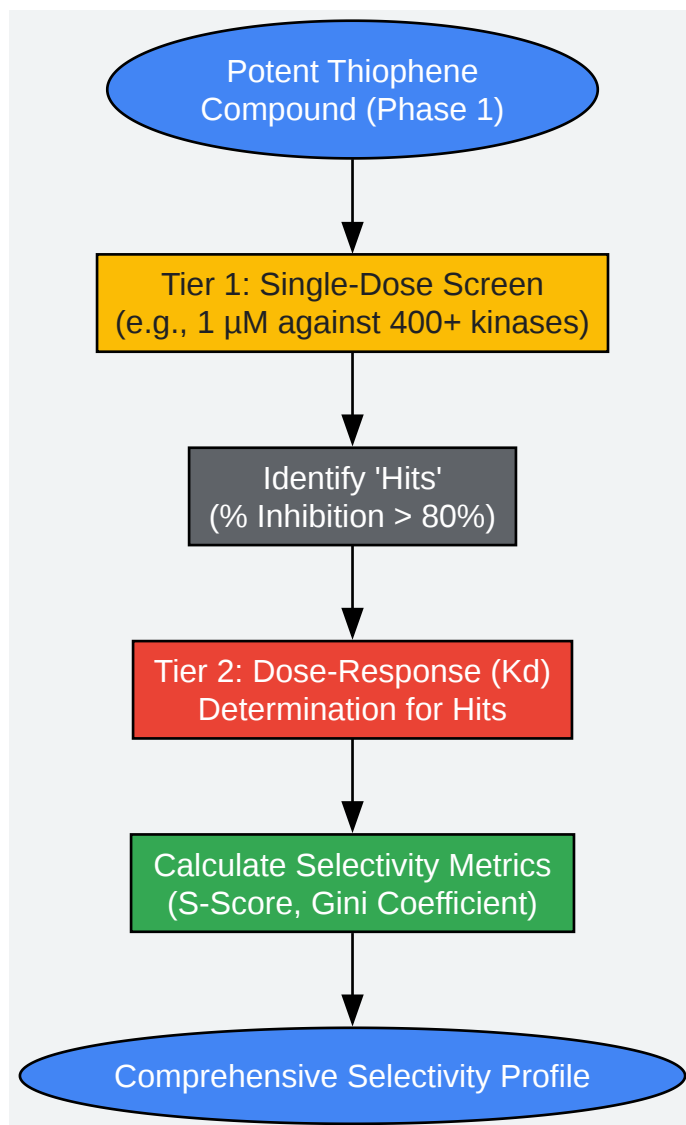 Potent Thiophene
Compound (Phase 1)
Tier 1: Single-Dose Screen
(e.g., 1 µM against 400+ kinases)
Identify 'Hits'
(% Inhibition > 80%)
Tier 2: Dose-Response (Kd)
Determination for Hits
Calculate Selectivity Metrics
(S-Score, Gini Coefficient)
Comprehensive Selectivity Profile